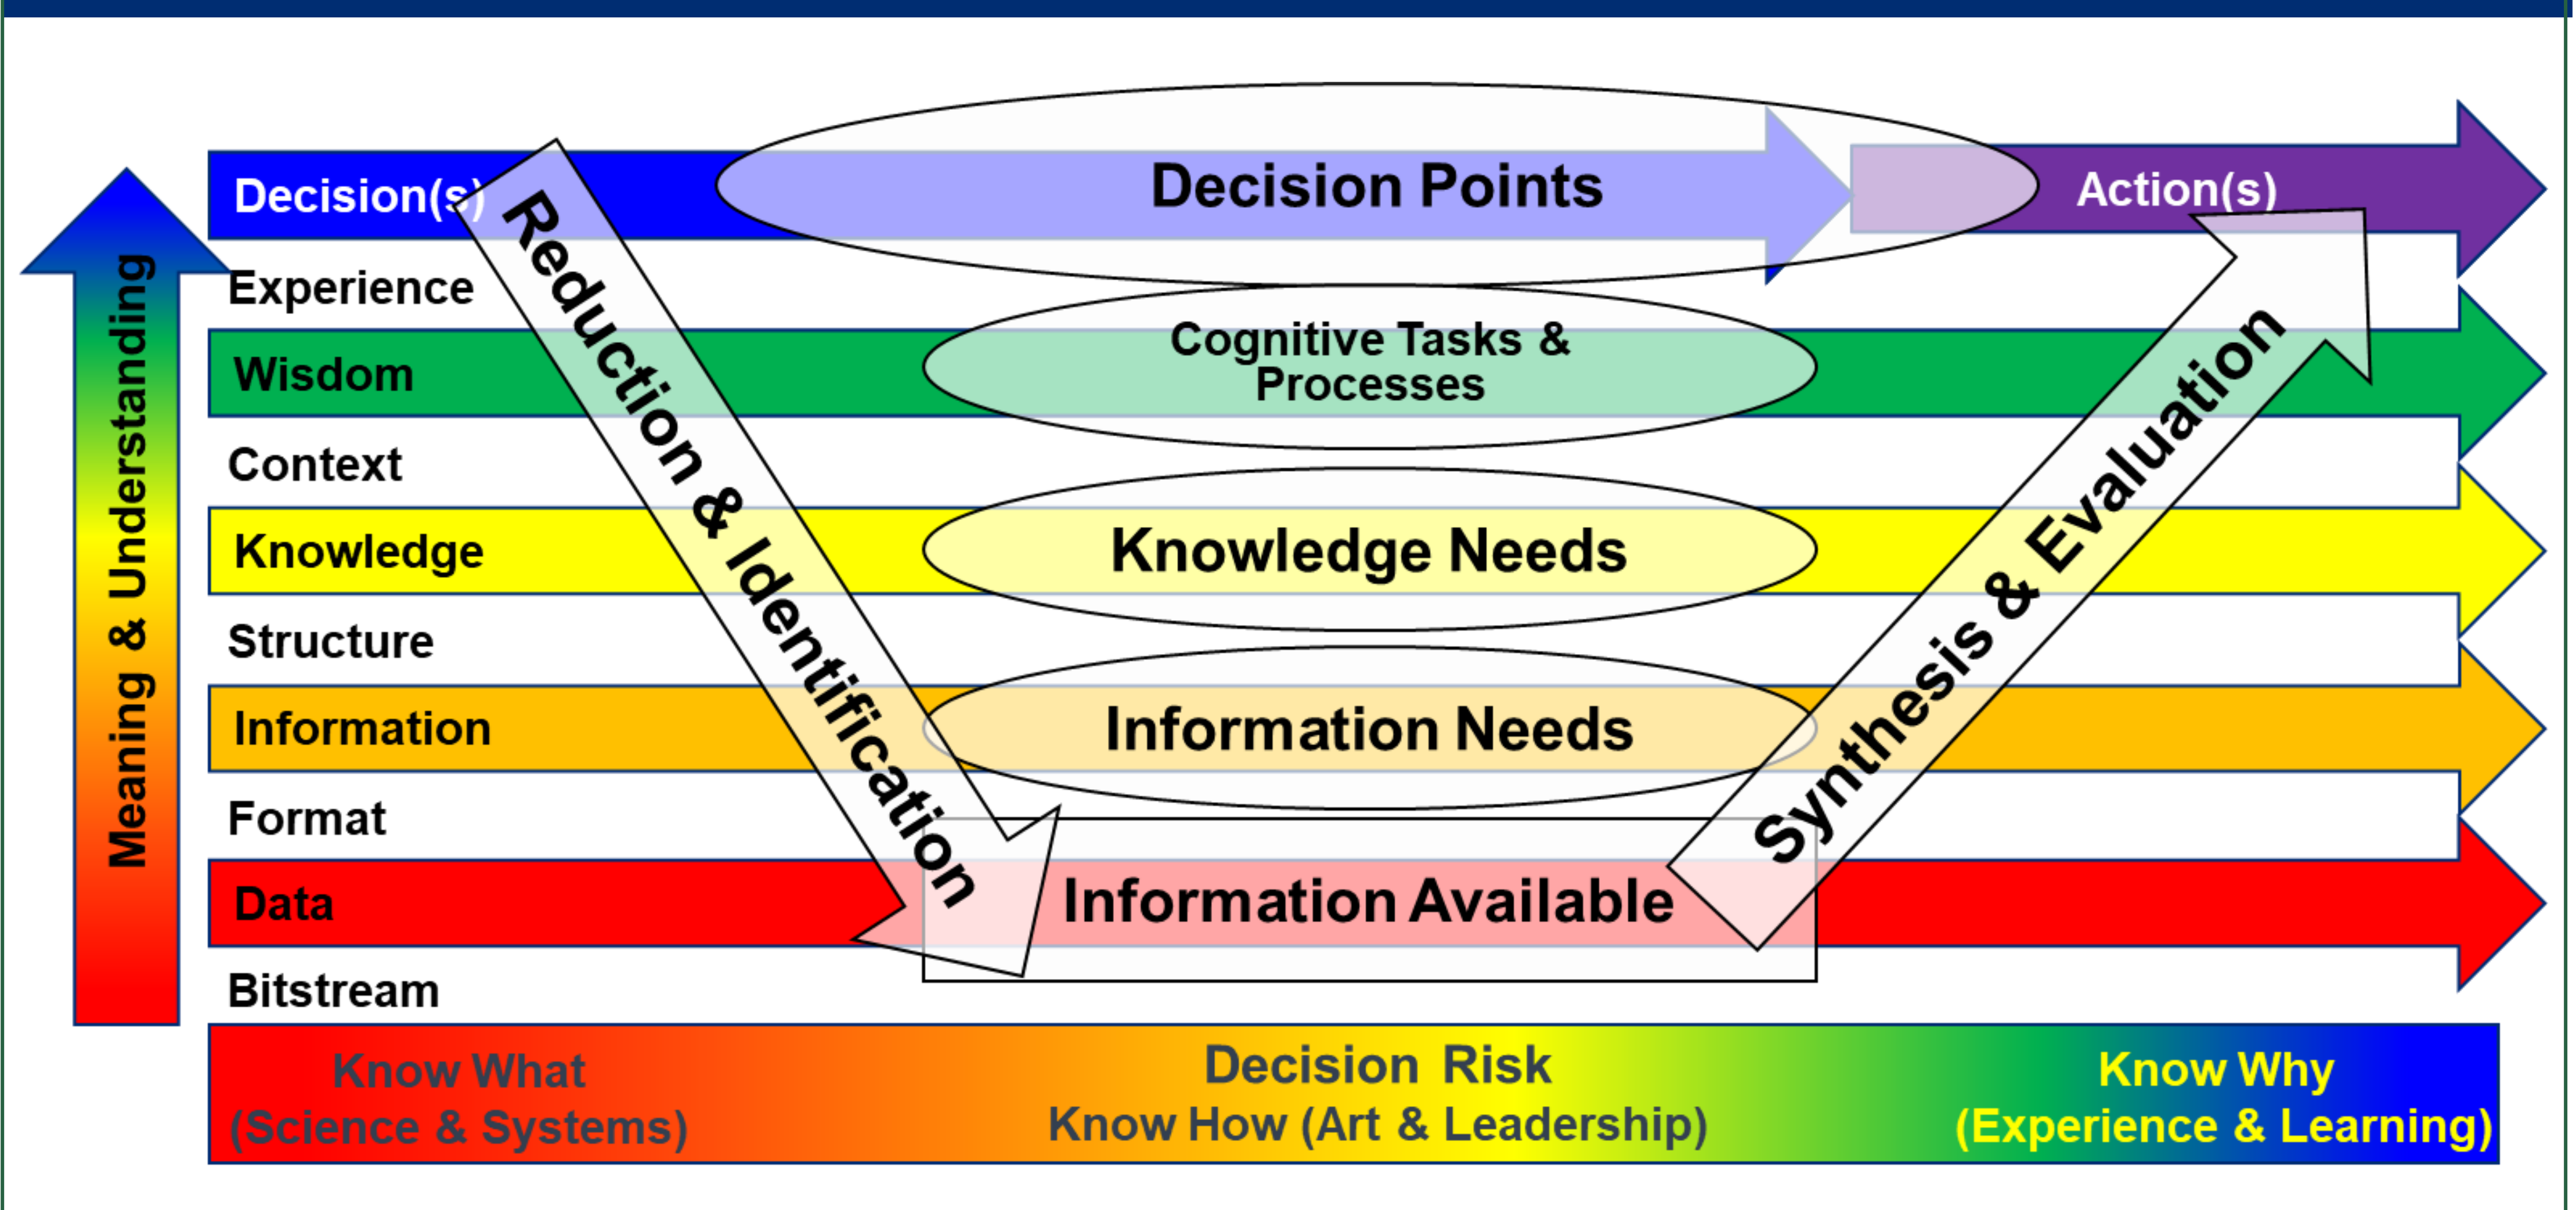 Decision(s)
Decision Points
Action(s)
Experience
Wisdom
Cognitive Tasks &
Processes
Context
Knowledge
Knowledge Needs
Structure
Information
Information Needs
Format
Data
Information Available
Bitstream
Meaning & Understanding
Reduction & Identification
Synthesis & Evaluation
Know What
(Science & Systems)
Decision Risk
Know How (Art & Leadership)
Know Why
(Experience & Learning)